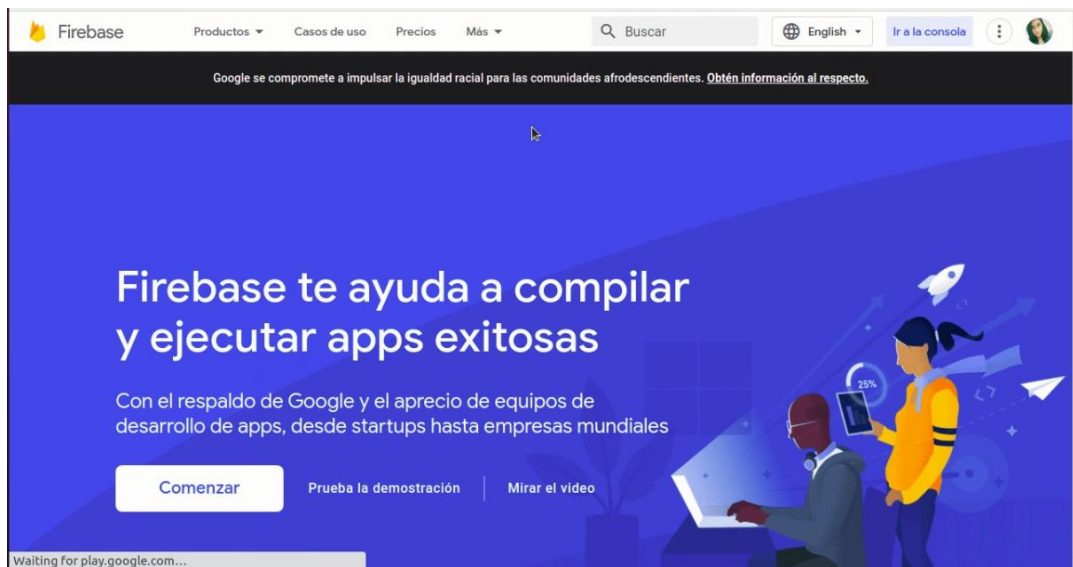 Firebase
Productos
Casos de uso
Precios
Más
Buscar
English
Ir a la consola
Google se compromete a impulsar la igualdad racial para las comunidades afrodescendientes. Obtén información al respecto.
Firebase te ayuda a compilar
y ejecutar apps exitosas
Con el respaldo de Google y el aprecio de equipos de
desarrollo de apps, desde startups hasta empresas mundiales
25%
Comenzar
Prueba la demostración
Mirar el video
Waiting for play.google.com...